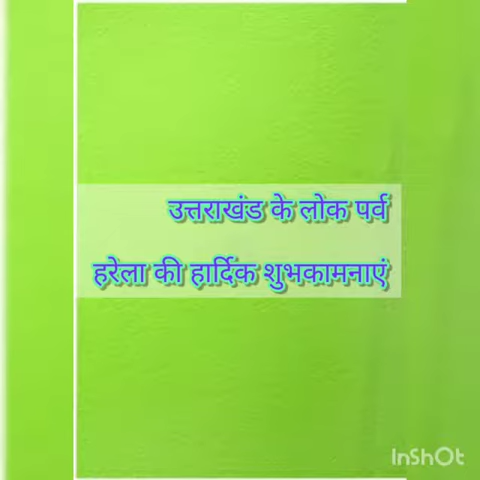 उत्तराखंड के लोक पर्व
हरेला की हार्दिक शुभकामनाएं
InShOt